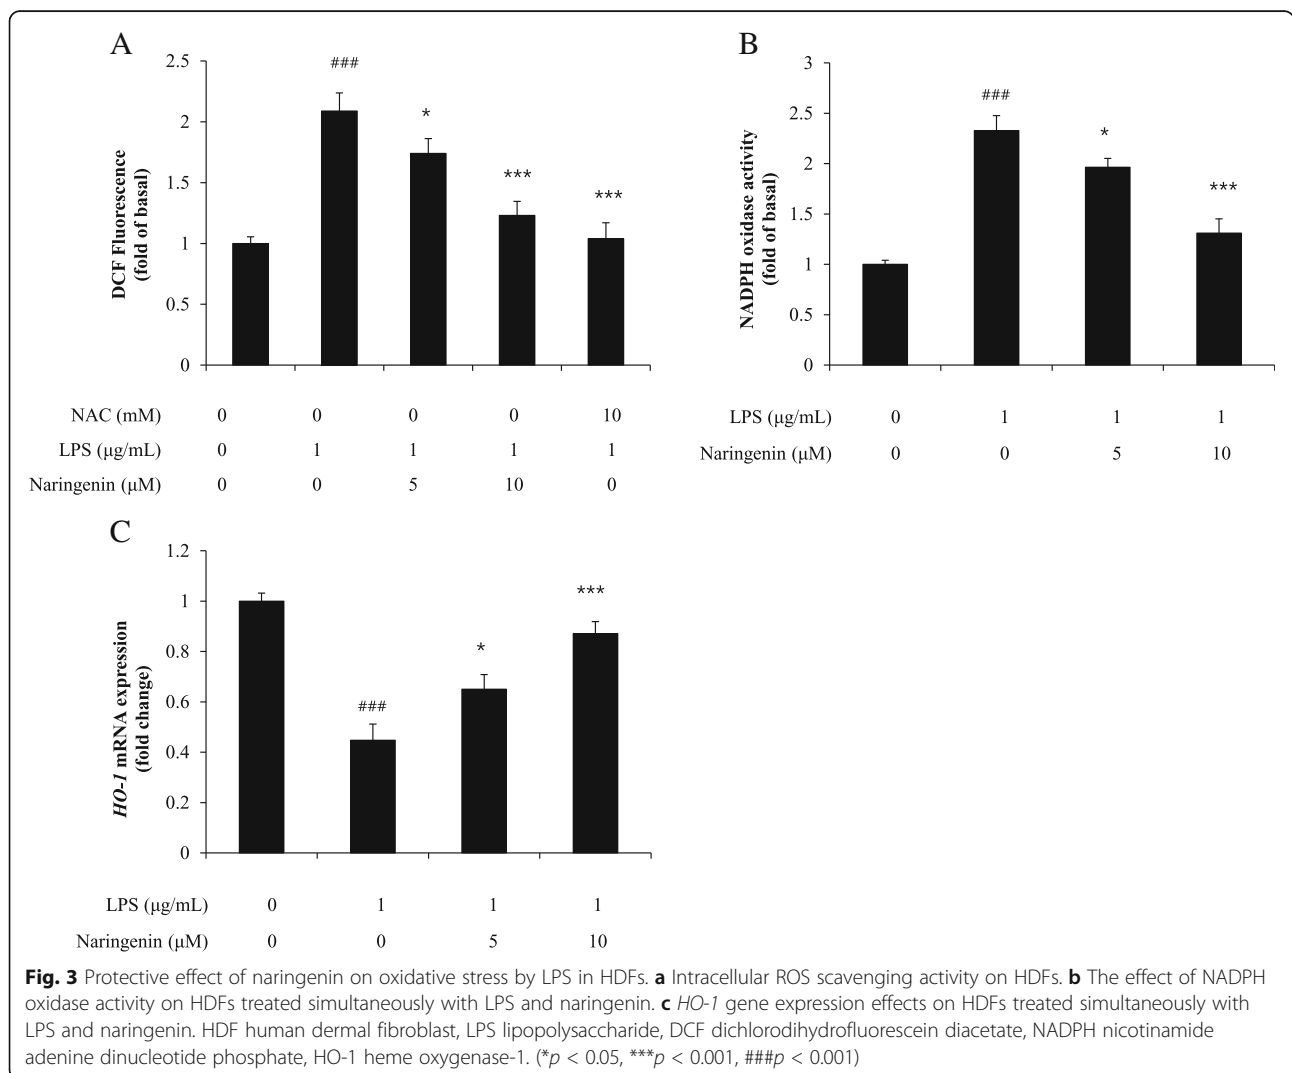 A
DCF Fluorescence
(fold of basal)
2.5
2
1.5
1
0.5
0
###
*
***
***
NAC (mM) 0 0 0 0 10
LPS (μg/mL) 0 1 1 1 1
Naringenin (μM) 0 0 5 10 0
B
NADPH oxidase activity
(fold of basal)
3
2.5
2
1.5
1
0.5
0
###
*
***
LPS (μg/mL) 0 1 1 1
Naringenin (μM) 0 0 5 10
C
HO-1 mRNA expression
(fold change)
1.2
1
0.8
0.6
0.4
0.2
0
###
*
***
LPS (μg/mL) 0 1 1 1
Naringenin (μM) 0 0 5 10
Fig. 3 Protective effect of naringenin on oxidative stress by LPS in HDFs. a Intracellular ROS scavenging activity on HDFs. b The effect of NADPH
oxidase activity on HDFs treated simultaneously with LPS and naringenin. c HO-1 gene expression effects on HDFs treated simultaneously with
LPS and naringenin. HDF human dermal fibroblast, LPS lipopolysaccharide, DCF dichlorodihydrofluorescein diacetate, NADPH nicotinamide
adenine dinucleotide phosphate, HO-1 heme oxygenase-1. (*p < 0.05, ***p < 0.001, ###p < 0.001)